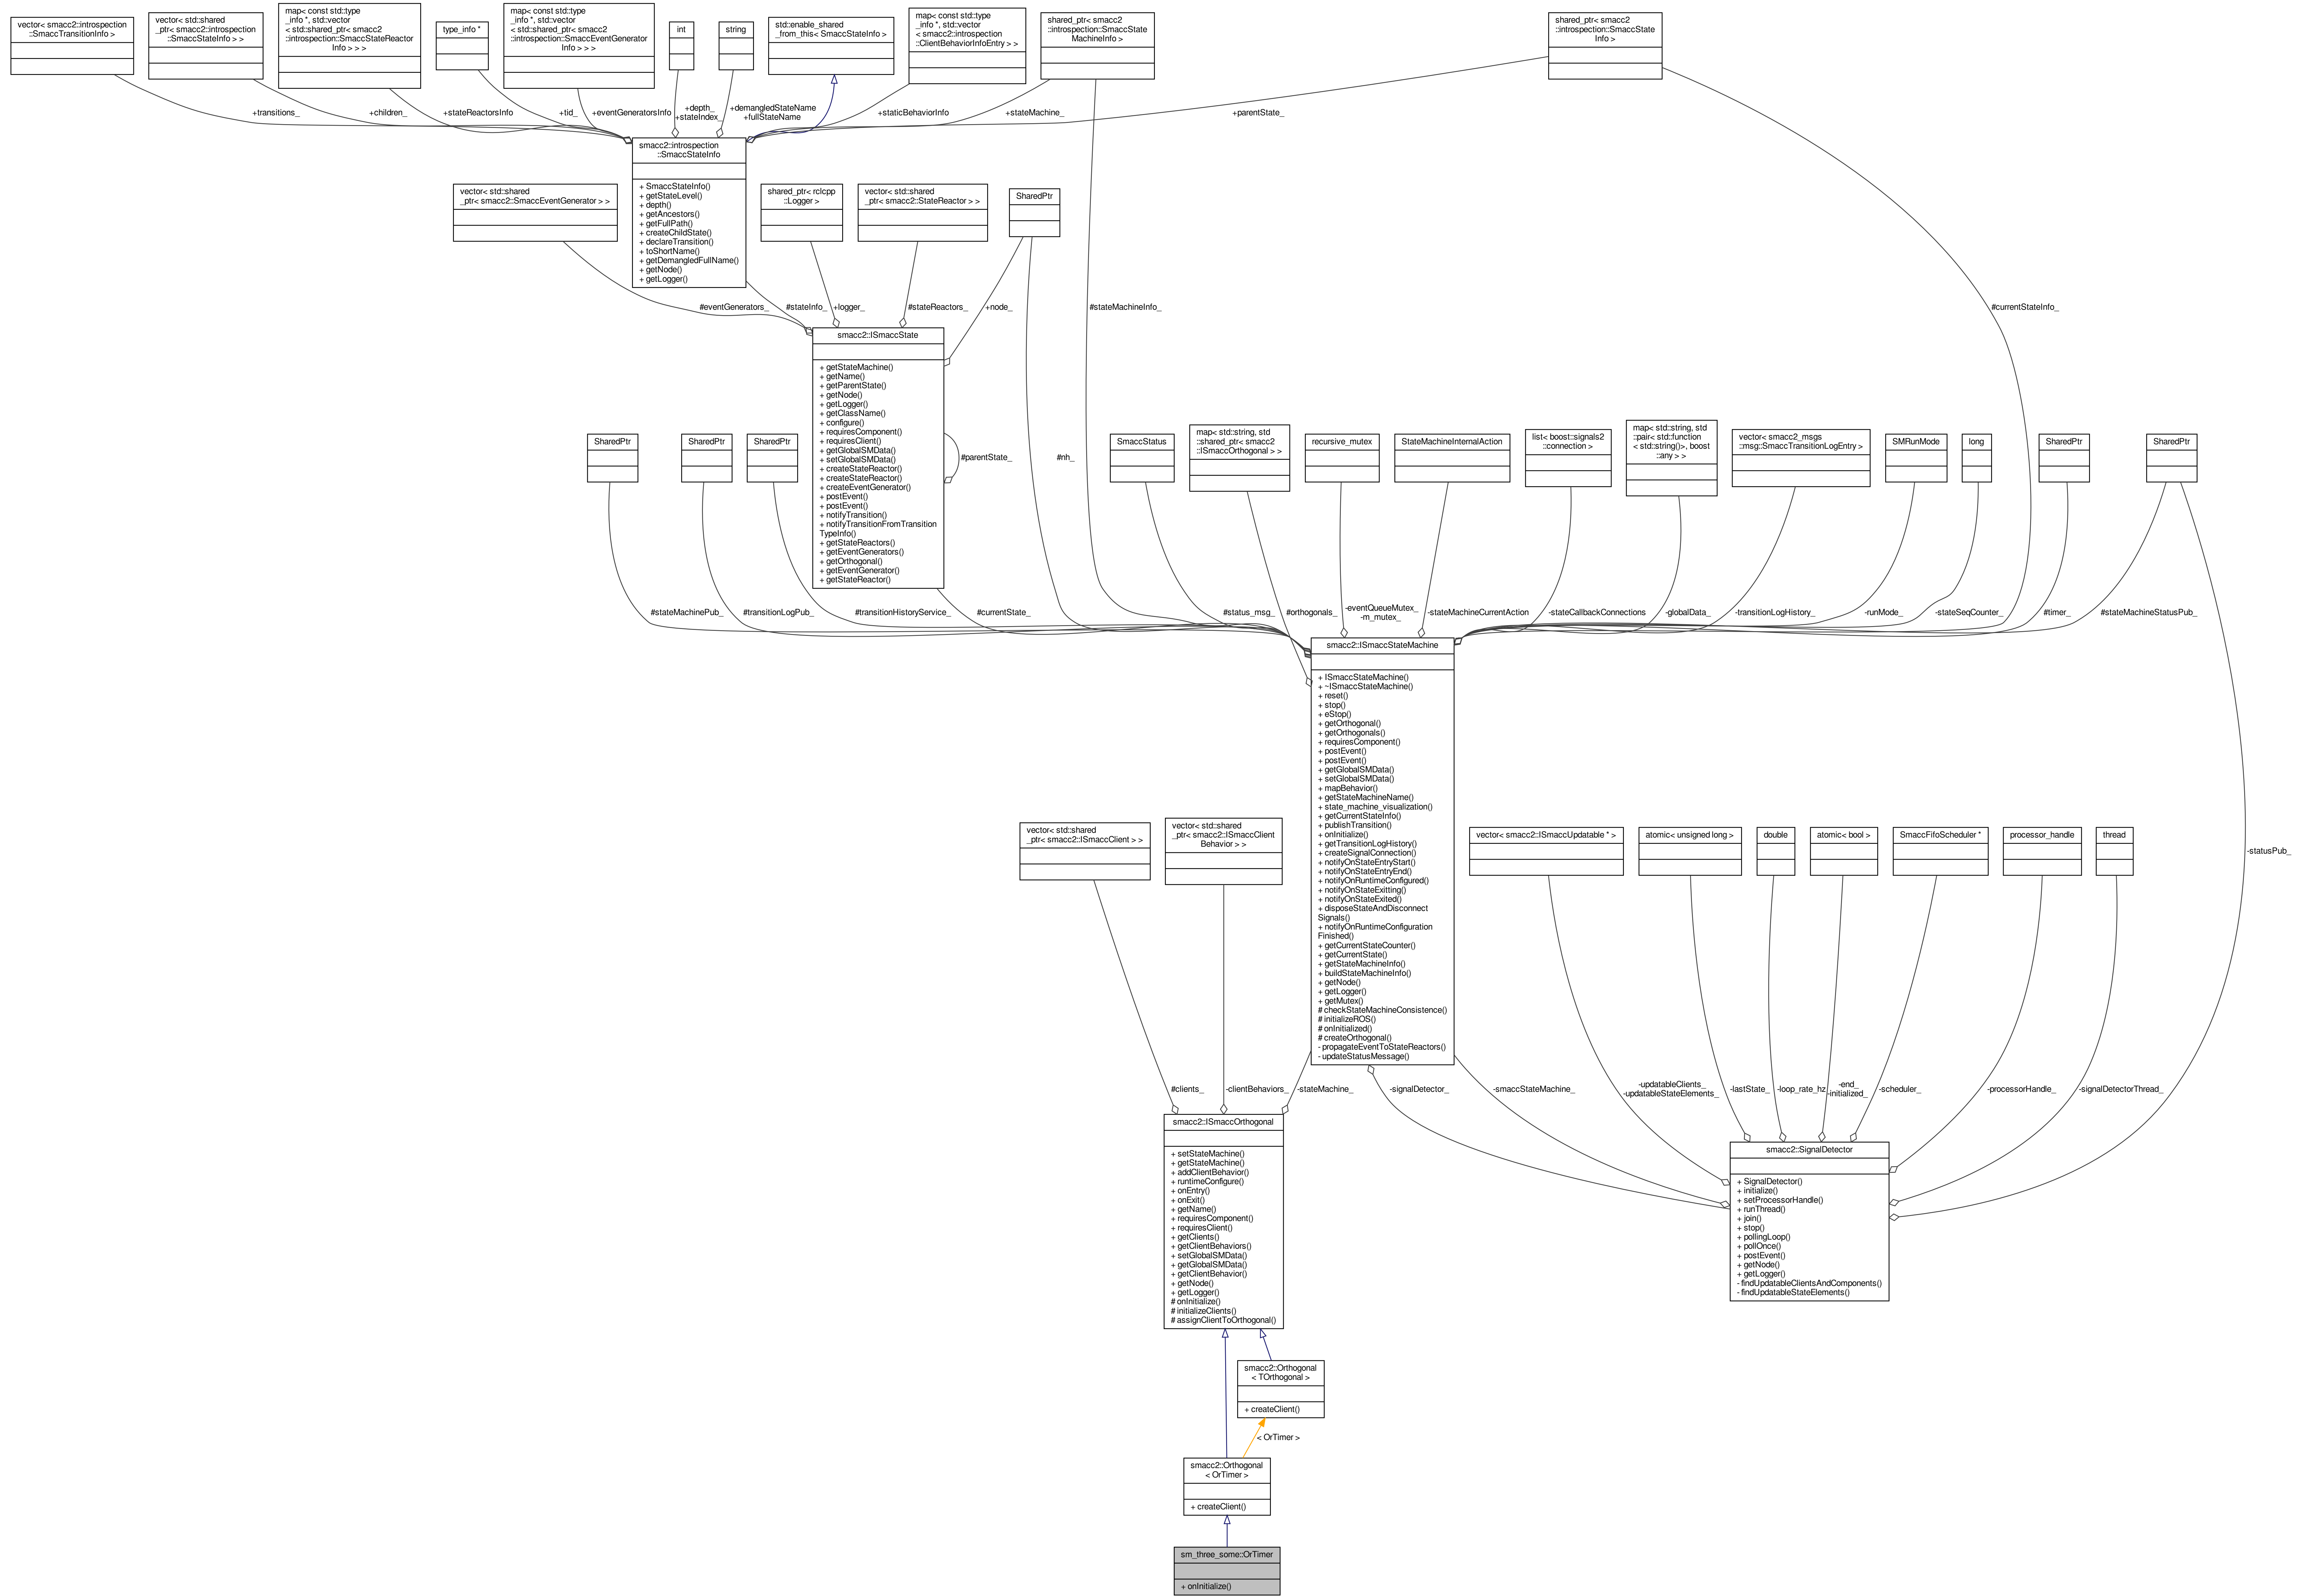 vector< smacc2::introspection
::SmaccTransitionInfo >
vector< std::shared
_ptr< smacc2::introspection
::SmaccStateInfo > >
map< const std::type
_info *, std::vector
< std::shared_ptr< smacc2
::introspection::SmaccStateReactor
Info > > >
type_info *
map< const std::type
_info *, std::vector
< std::shared_ptr< smacc2
::introspection::SmaccEventGenerator
Info > > >
int
string
std::enable_shared
_from_this< SmaccStateInfo >
map< const std::type
_info *, std::vector
< smacc2::introspection
::ClientBehaviorInfoEntry > >
shared_ptr< smacc2
::introspection::SmaccState
MachineInfo >
shared_ptr< smacc2
::introspection::SmaccState
Info >
+transitions_
+children_
+stateReactorsInfo
+tid_
+eventGeneratorsInfo
+depth_
+stateIndex_
+demangledStateName
+fullStateName
+staticBehaviorInfo
+stateMachine_
+parentState_
smacc2::introspection
::SmaccStateInfo
+ SmaccStateInfo()
+ getStateLevel()
+ depth()
+ getAncestors()
+ getFullPath()
+ createChildState()
+ declareTransition()
+ toShortName()
+ getDemangledFullName()
+ getNode()
+ getLogger()
vector< std::shared
_ptr< smacc2::SmaccEventGenerator > >
shared_ptr< rclcpp
::Logger >
vector< std::shared
_ptr< smacc2::StateReactor > >
SharedPtr
#eventGenerators_
#stateInfo_
+logger_
#stateReactors_
+node_
#stateMachineInfo_
#currentStateInfo_
smacc2::ISmaccState
+ getStateMachine()
+ getName()
+ getParentState()
+ getNode()
+ getLogger()
+ getClassName()
+ configure()
+ requiresComponent()
+ requiresClient()
+ getGlobalSMData()
+ setGlobalSMData()
+ createStateReactor()
+ createStateReactor()
+ createEventGenerator()
+ postEvent()
+ postEvent()
+ notifyTransition()
+ notifyTransitionFromTransition
TypeInfo()
+ getStateReactors()
+ getEventGenerators()
+ getOrthogonal()
+ getEventGenerator()
+ getStateReactor()
#parentState_
#nh_
SharedPtr
SharedPtr
SharedPtr
SmaccStatus
map< std::string, std
::shared_ptr< smacc2
::ISmaccOrthogonal > >
recursive_mutex
StateMachineInternalAction
list< boost::signals2
::connection >
map< std::string, std
::pair< std::function
< std::string()>, boost
::any > >
vector< smacc2_msgs
::msg::SmaccTransitionLogEntry >
SMRunMode
long
SharedPtr
SharedPtr
#stateMachinePub_
#transitionLogPub_
#transitionHistoryService_
#currentState_
#status_msg_
#orthogonals_
-eventQueueMutex_
-m_mutex_
-stateMachineCurrentAction
-stateCallbackConnections
-globalData_
-transitionLogHistory_
-runMode_
-stateSeqCounter_
#timer_
#stateMachineStatusPub_
smacc2::ISmaccStateMachine
+ ISmaccStateMachine()
+ ~ISmaccStateMachine()
+ reset()
+ stop()
+ eStop()
+ getOrthogonal()
+ getOrthogonals()
+ requiresComponent()
+ postEvent()
+ postEvent()
+ getGlobalSMData()
+ setGlobalSMData()
+ mapBehavior()
+ getStateMachineName()
+ state_machine_visualization()
+ getCurrentStateInfo()
+ publishTransition()
+ onInitialize()
+ getTransitionLogHistory()
+ createSignalConnection()
+ notifyOnStateEntryStart()
+ notifyOnStateEntryEnd()
+ notifyOnRuntimeConfigured()
+ notifyOnStateExitting()
+ notifyOnStateExited()
+ disposeStateAndDisconnect
Signals()
+ notifyOnRuntimeConfiguration
Finished()
+ getCurrentStateCounter()
+ getCurrentState()
+ getStateMachineInfo()
+ buildStateMachineInfo()
+ getNode()
+ getLogger()
+ getMutex()
# checkStateMachineConsistence()
# initializeROS()
# onInitialized()
# createOrthogonal()
- propagateEventToStateReactors()
- updateStatusMessage()
vector< std::shared
_ptr< smacc2::ISmaccClient > >
vector< std::shared
_ptr< smacc2::ISmaccClient
Behavior > >
vector< smacc2::ISmaccUpdatable * >
atomic< unsigned long >
double
atomic< bool >
SmaccFifoScheduler *
processor_handle
thread
-statusPub_
#clients_
-clientBehaviors_
-stateMachine_
-signalDetector_
-smaccStateMachine_
-updatableClients_
-updatableStateElements_
-lastState_
-loop_rate_hz
-end_
-initialized_
-scheduler_
-processorHandle_
-signalDetectorThread_
smacc2::ISmaccOrthogonal
+ setStateMachine()
+ getStateMachine()
+ addClientBehavior()
+ runtimeConfigure()
+ onEntry()
+ onExit()
+ getName()
+ requiresComponent()
+ requiresClient()
+ getClients()
+ getClientBehaviors()
+ setGlobalSMData()
+ getGlobalSMData()
+ getClientBehavior()
+ getNode()
+ getLogger()
# onInitialize()
# initializeClients()
# assignClientToOrthogonal()
smacc2::SignalDetector
+ SignalDetector()
+ initialize()
+ setProcessorHandle()
+ runThread()
+ join()
+ stop()
+ pollingLoop()
+ pollOnce()
+ postEvent()
+ getNode()
+ getLogger()
- findUpdatableClientsAndComponents()
- findUpdatableStateElements()
smacc2::Orthogonal
< TOrthogonal >
+ createClient()
< OrTimer >
smacc2::Orthogonal
< OrTimer >
+ createClient()
sm_three_some::OrTimer
+ onInitialize()